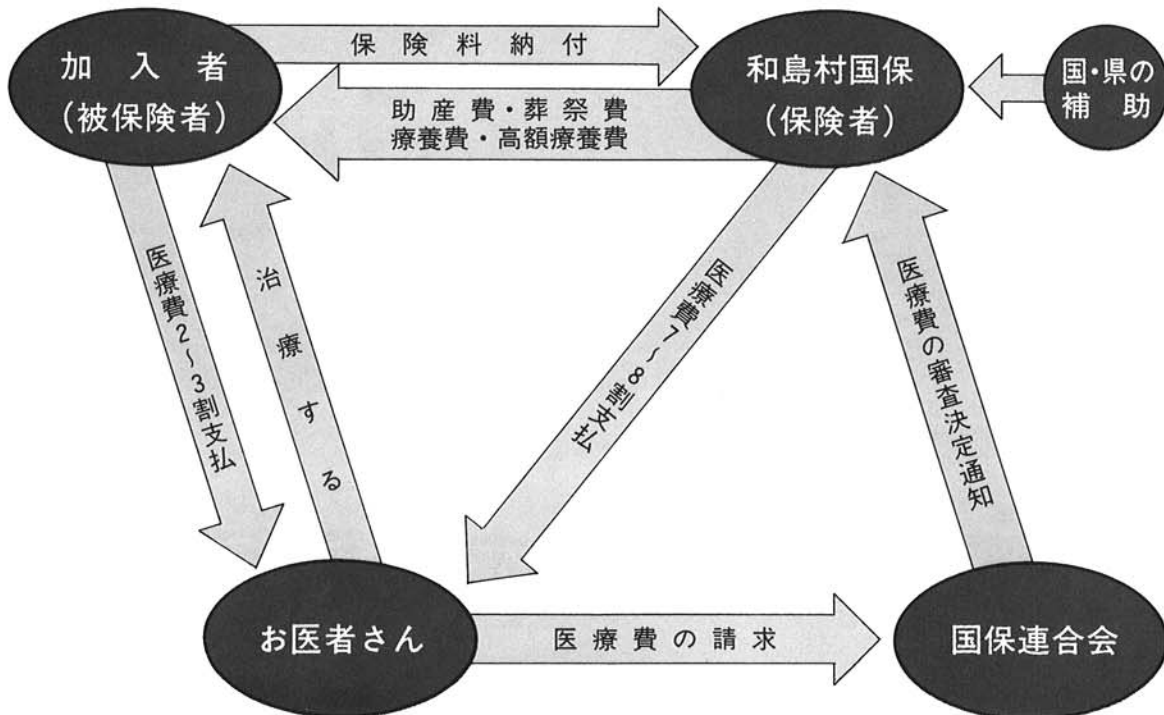 加入者
(被保険者)
保険料納付
和島村国保
(保険者)
国・県の
補助
助産費・葬祭費
療養費・高額療養費
医療費2〜3割支払
治療する
医療費7〜8割支払
医療費の審査決定通知
お医者さん
医療費の請求
国保連合会